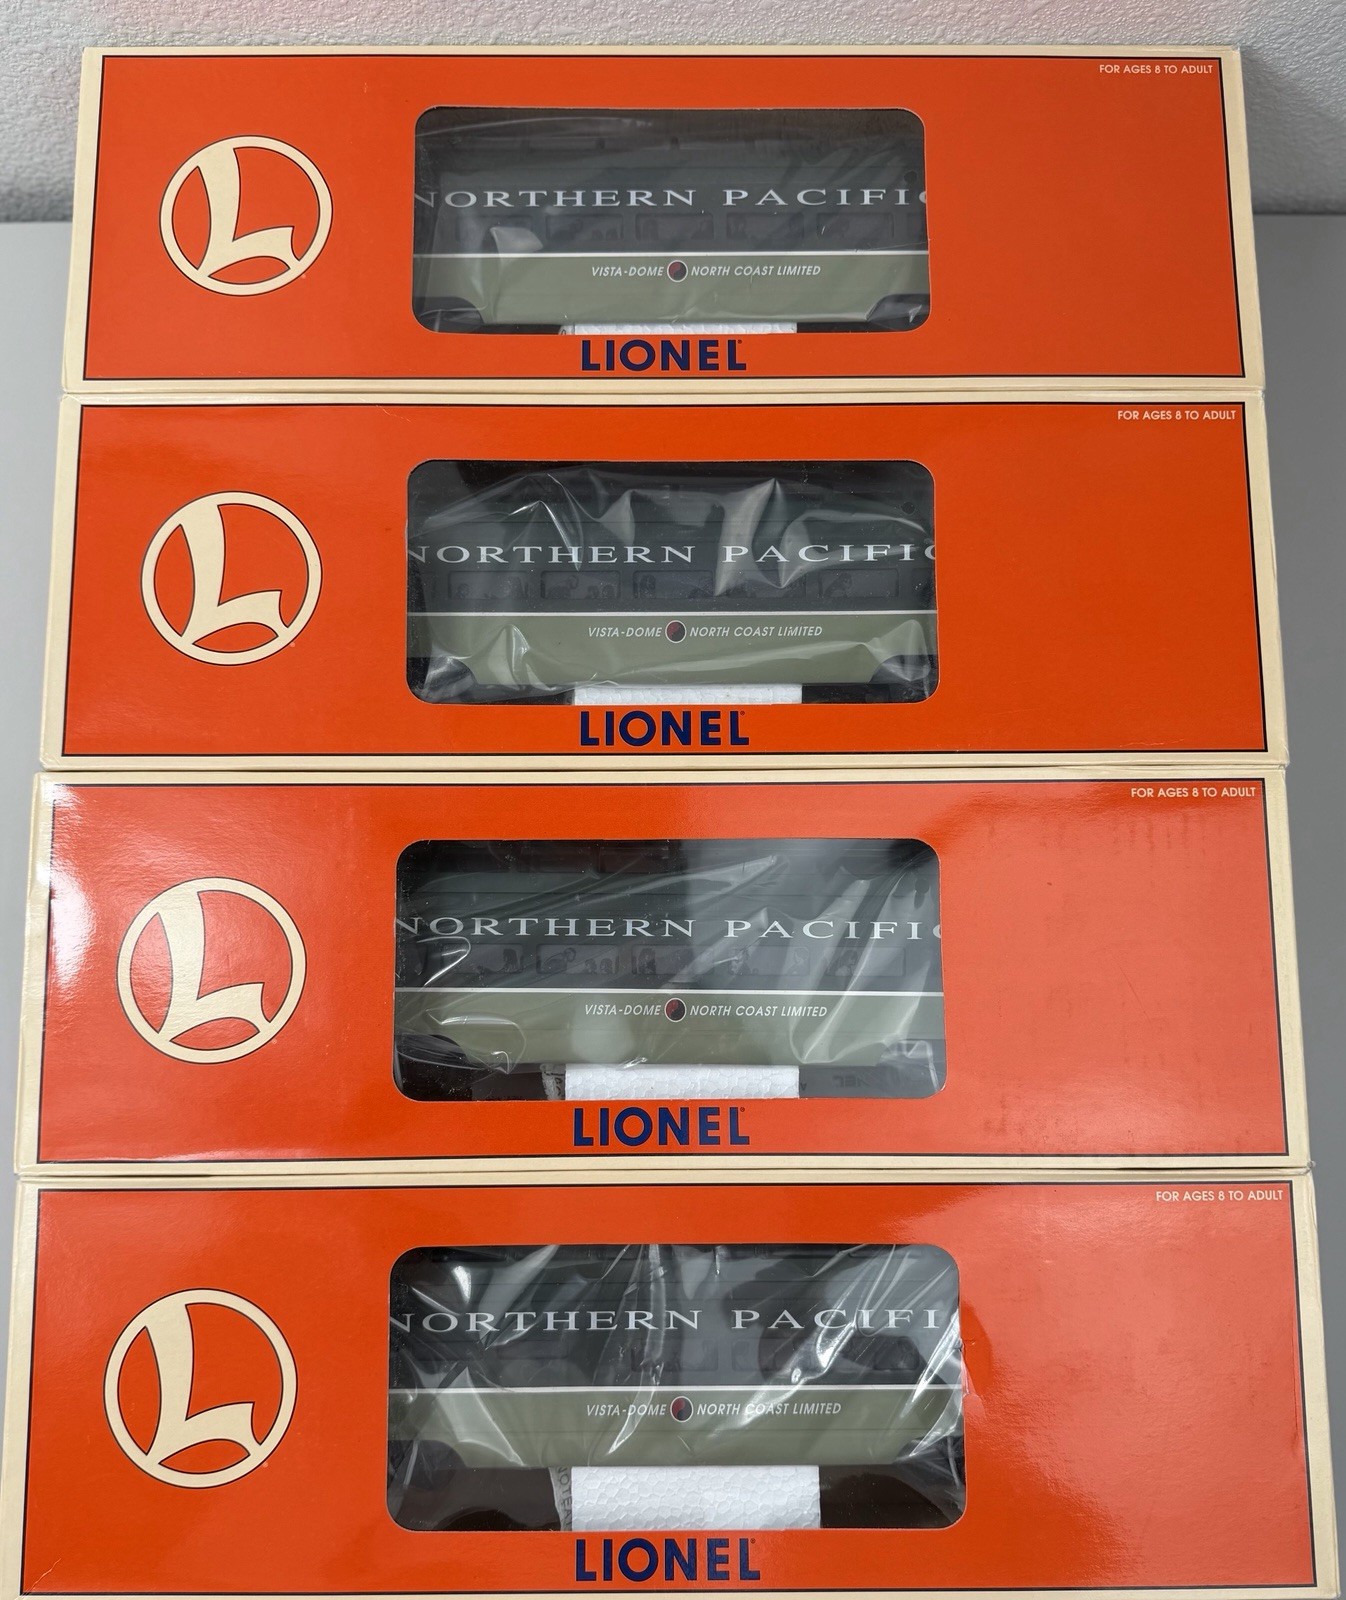 FOR AGES 8 TO ADULT
L
NORTHERN PACIFIC
VISTA-DOME NORTH COAST LIMITED
LIONEL
FOR AGES 8 TO ADULT
L
NORTHERN PACIFIC
VISTA-DOME NORTH COAST LIMITED
LIONEL
FOR AGES 8 TO ADULT
L
NORTHERN PACIFIC
VISTA-DOME NORTH COAST LIMITED
LIONEL
FOR AGES 8 TO ADULT
L
NORTHERN PACIFIC
VISTA-DOME NORTH COAST LIMITED
LIONEL